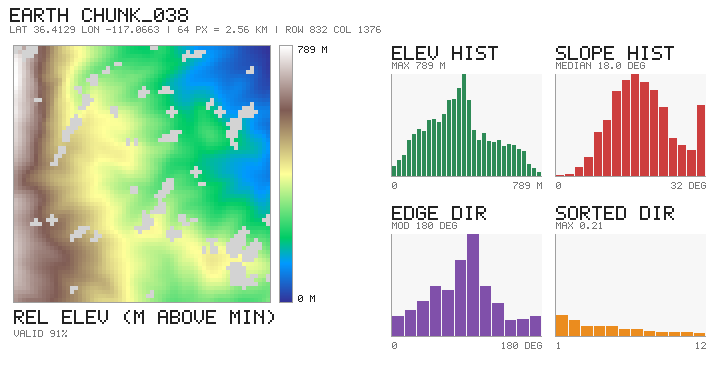 EARTH CHUNK_038
LAT 36.4129 LON -117.0663 | 64 PX = 2.56 KM | ROW 832 COL 1376
789 M
0 M
REL ELEV (M ABOVE MIN)
VALID 91%
ELEV HIST
MAX 789 M
0 789 M
SLOPE HIST
MEDIAN 18.0 DEG
0 32 DEG
EDGE DIR
MOD 180 DEG
0 180 DEG
SORTED DIR
MAX 0.21
1 12